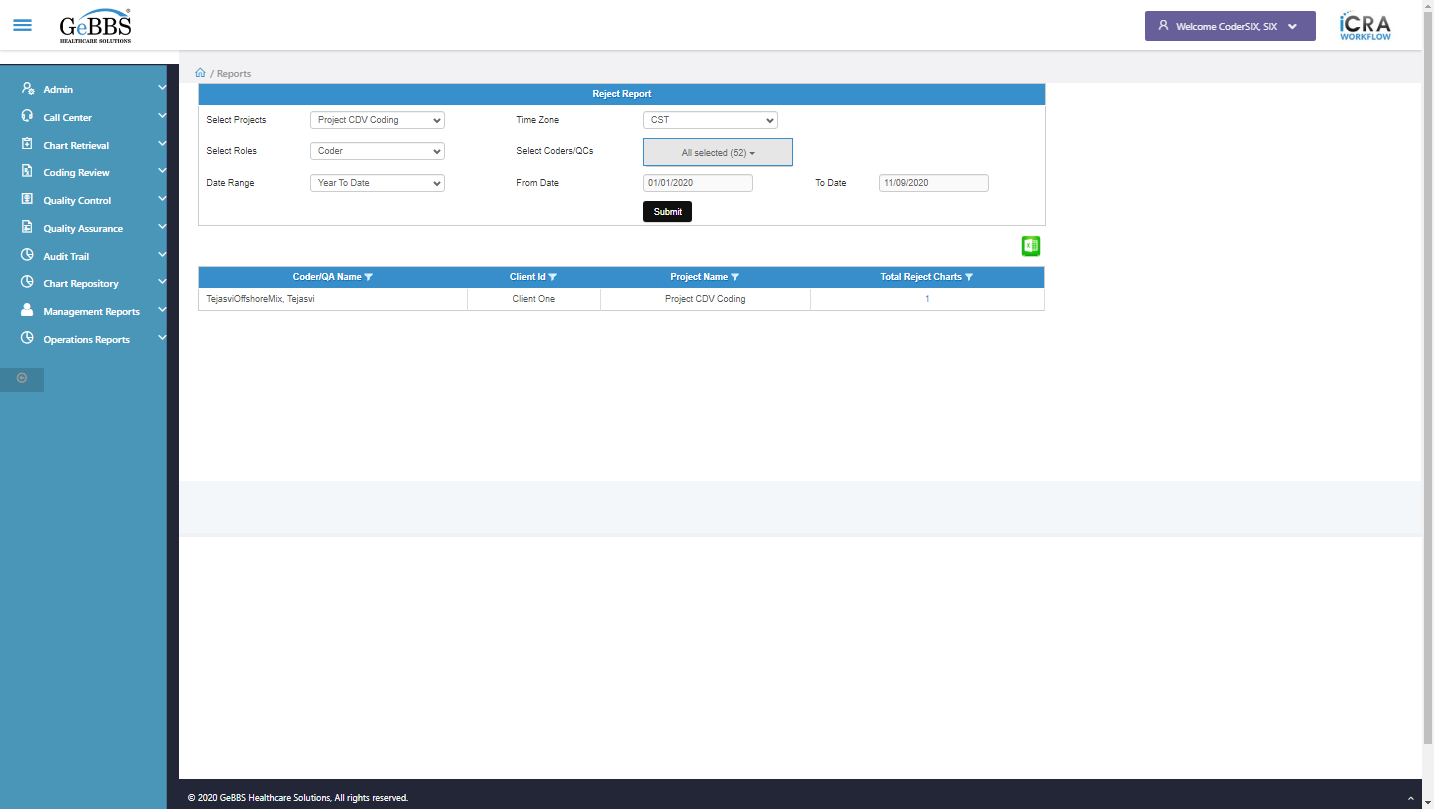 GeBBS®
HEALTHCARE SOLUTIONS
Welcome CoderSIX, SIX
iCRA
WORKFLOW
Admin
Call Center
Chart Retrieval
Coding Review
Quality Control
Quality Assurance
Audit Trail
Chart Repository
Management Reports
Operations Reports
/ Reports
Reject Report
Select Projects Project CDV Coding Time Zone CST
Select Roles Coder Select Coders/QCs All selected (52)
Date Range Year To Date From Date 01/01/2020 To Date 11/09/2020
Submit
Coder/QA Name Client Id Project Name Total Reject Charts
TejasviOffshoreMix, Tejasvi Client One Project CDV Coding 1
© 2020 GeBBS Healthcare Solutions, All rights reserved.